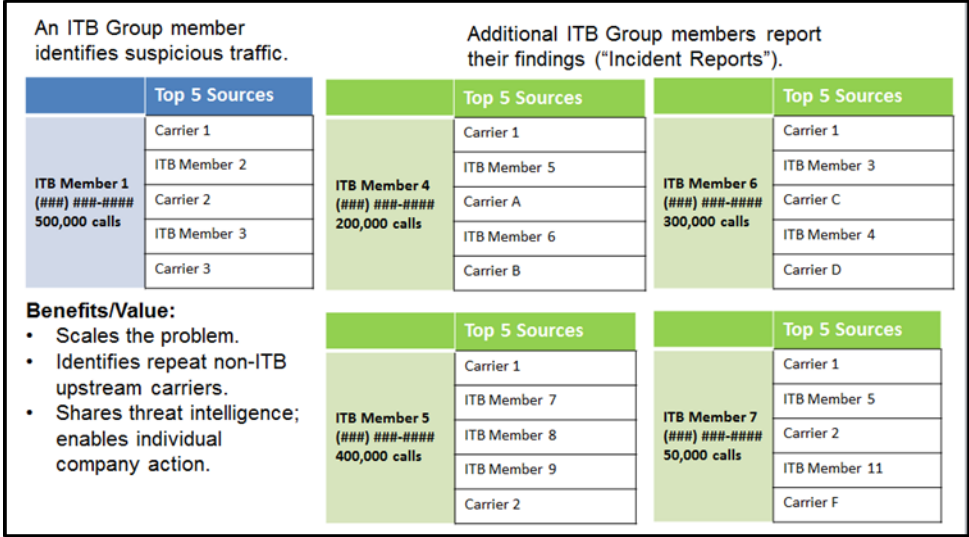 An ITB Group member
identifies suspicious traffic.
Additional ITB Group members report
their findings (“Incident Reports”).
Top 5 Sources
ITB Member 1
(###) ###-####
500,000 calls
Carrier 1
ITB Member 2
Carrier 2
ITB Member 3
Carrier 3
Top 5 Sources
ITB Member 4
(###) ###-####
200,000 calls
Carrier 1
ITB Member 5
Carrier A
ITB Member 6
Carrier B
Top 5 Sources
ITB Member 6
(###) ###-####
300,000 calls
Carrier 1
ITB Member 3
Carrier C
ITB Member 4
Carrier D
Benefits/Value:
• Scales the problem.
• Identifies repeat non-ITB
upstream carriers.
• Shares threat intelligence;
enables individual
company action.
Top 5 Sources
ITB Member 5
(###) ###-####
400,000 calls
Carrier 1
ITB Member 7
ITB Member 8
ITB Member 9
Carrier 2
Top 5 Sources
ITB Member 7
(###) ###-####
50,000 calls
Carrier 1
ITB Member 5
Carrier 2
ITB Member 11
Carrier F